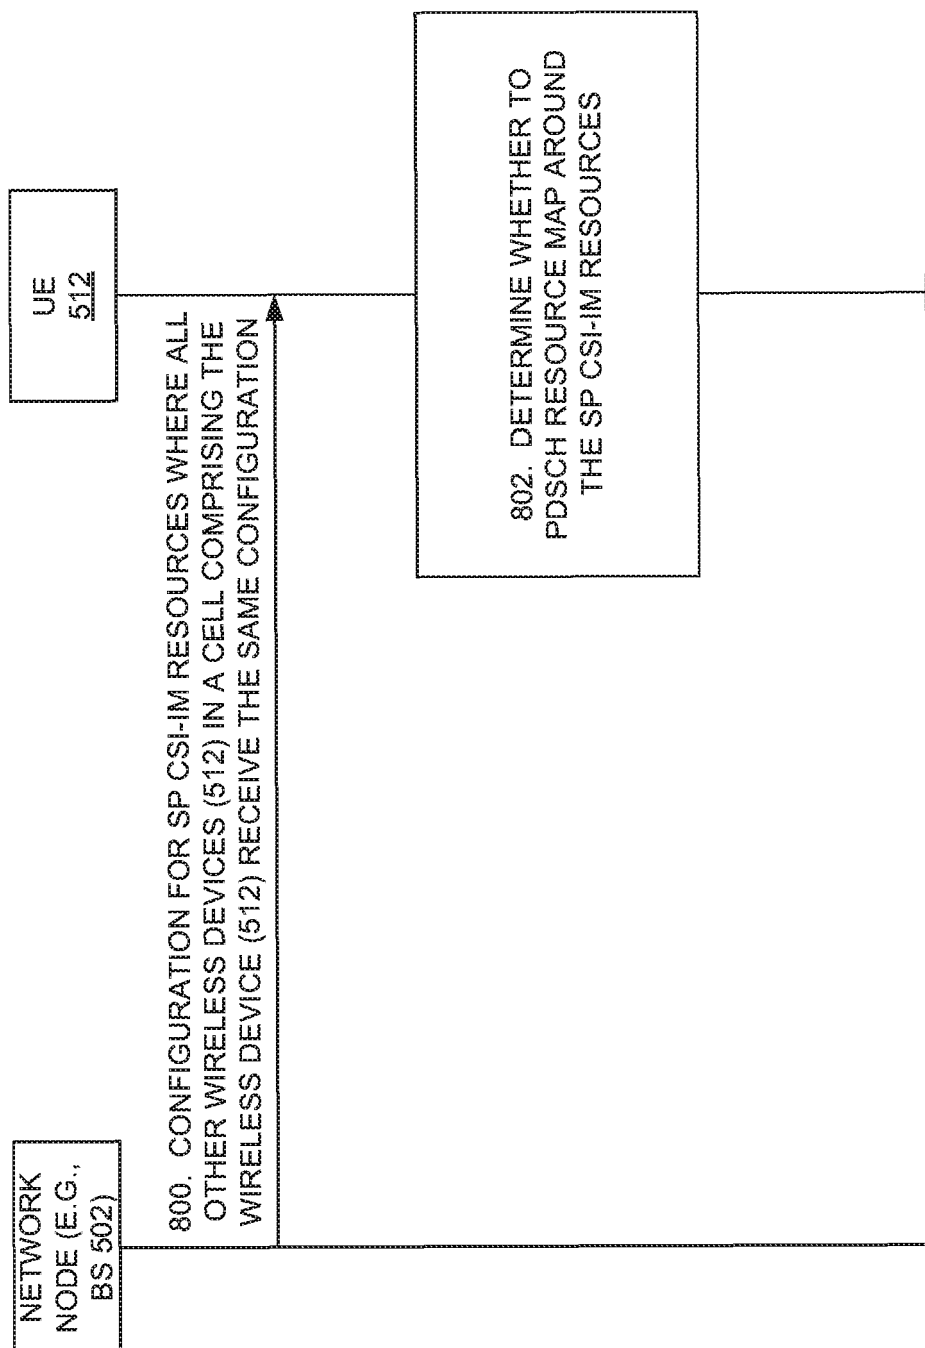 NETWORK
NODE (E.G.,
BS 502)
UE
512
800. CONFIGURATION FOR SP CSI-IM RESOURCES WHERE ALL
OTHER WIRELESS DEVICES (512) IN A CELL COMPRISING THE
WIRELESS DEVICE (512) RECEIVE THE SAME CONFIGURATION
802. DETERMINE WHETHER TO
PDSCH RESOURCE MAP AROUND
THE SP CSI-IM RESOURCES